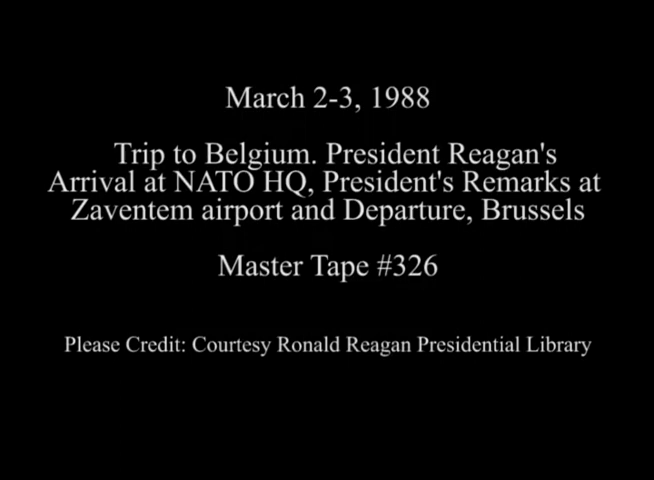 March 2-3, 1988
Trip to Belgium. President Reagan's
Arrival at NATO HQ, President's Remarks at
Zaventem airport and Departure, Brussels
Master Tape #326
Please Credit: Courtesy Ronald Reagan Presidential Library